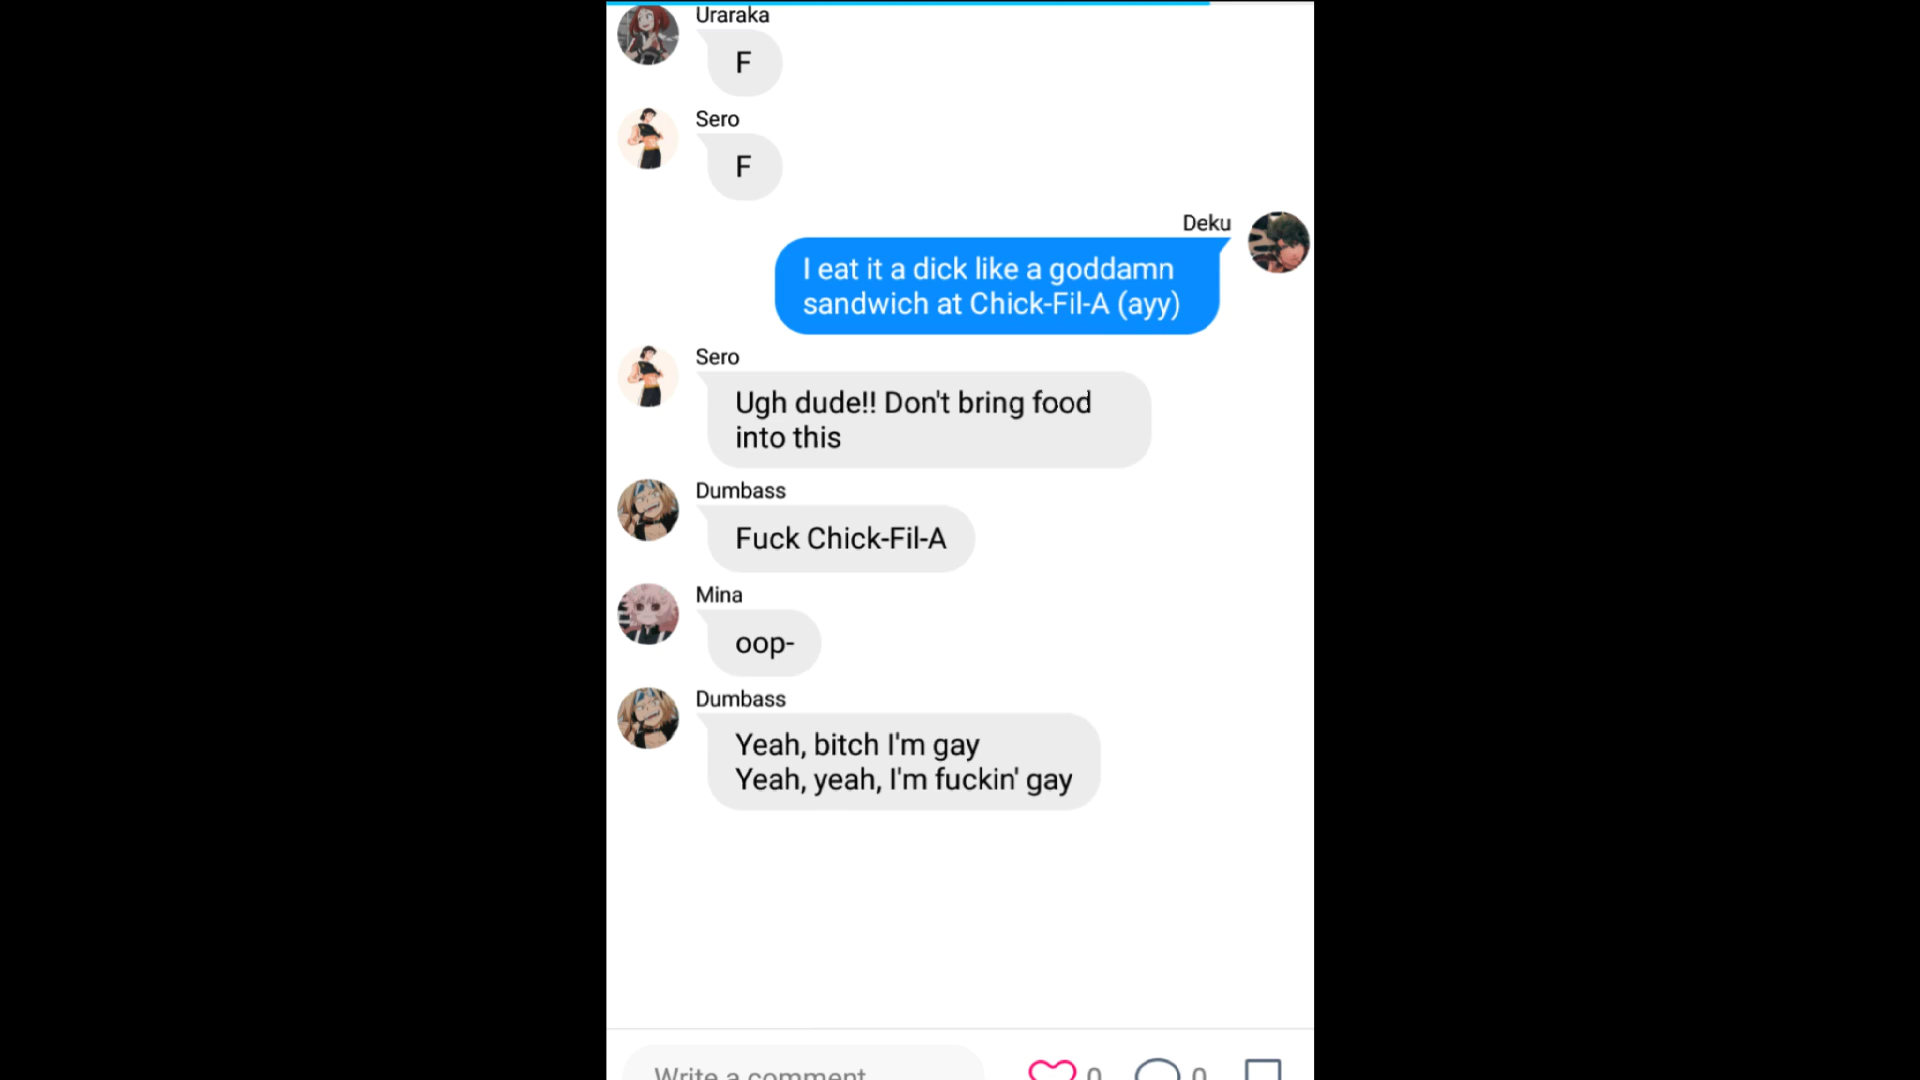 Uraraka
F
Sero
F
Deku
I eat it a dick like a goddamn
sandwich at Chick-Fil-A (ayy)
Sero
Ugh dude!! Don't bring food
into this
Dumbass
Fuck Chick-Fil-A
Mina
oop-
Dumbass
Yeah, bitch I'm gay
Yeah, yeah, I'm fuckin' gay
Write a comment
0
0